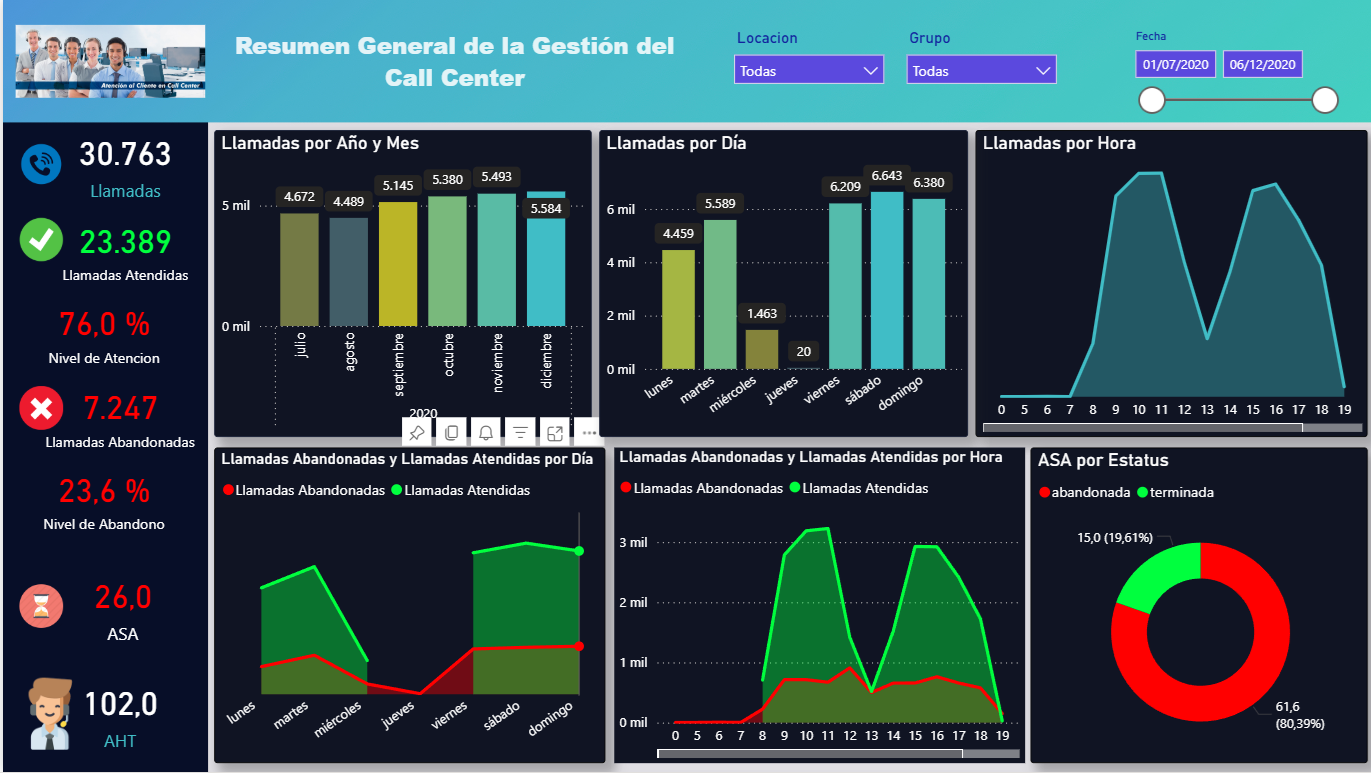 Atención al Cliente en Call Center
Resumen General de la Gestión del
Call Center
Locacion
Todas
Grupo
Todas
Fecha
01/07/2020
06/12/2020
30.763
Llamadas
23.389
Llamadas Atendidas
76,0 %
Nivel de Atencion
7.247
Llamadas Abandonadas
23,6 %
Nivel de Abandono
26,0
ASA
102,0
AHT
Llamadas por Año y Mes
5 mil
0 mil
4.672
4.489
5.145
5.380
5.493
5.584
julio
agosto
septiembre
octubre
noviembre
diciembre
2020
Llamadas por Día
6 mil
4 mil
2 mil
0 mil
4.459
5.589
1.463
20
6.209
6.643
6.380
lunes
martes
miércoles
jueves
viernes
sábado
domingo
Llamadas por Hora
0 5 6 7 8 9 10 11 12 13 14 15 16 17 18 19
Llamadas Abandonadas y Llamadas Atendidas por Día
Llamadas Abandonadas Llamadas Atendidas
lunes
martes
miércoles
jueves
viernes
sábado
domingo
Llamadas Abandonadas y Llamadas Atendidas por Hora
Llamadas Abandonadas Llamadas Atendidas
3 mil
2 mil
1 mil
0 mil
0 5 6 7 8 9 10 11 12 13 14 15 16 17 18 19
ASA por Estatus
abandonada terminada
15,0 (19,61%)
61,6
(80,39%)